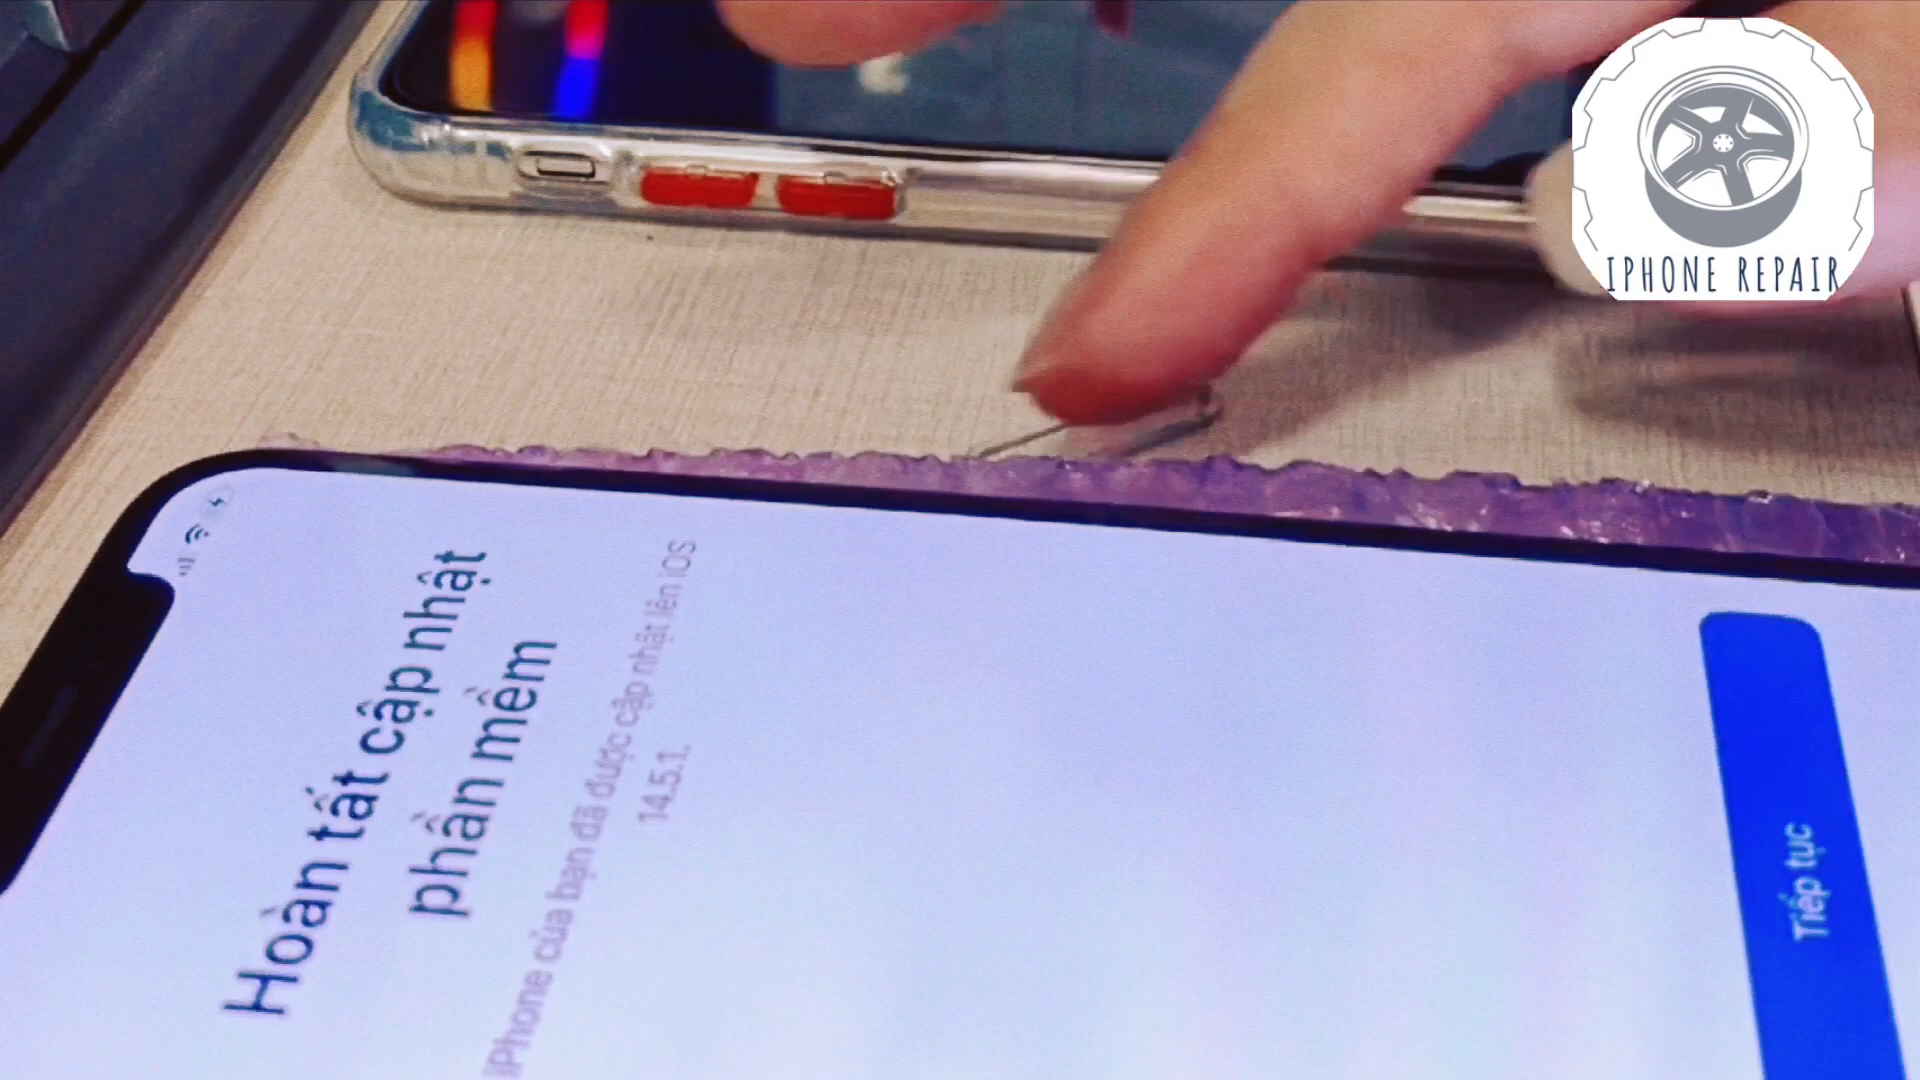 IPHONE REPAIR
Hoàn tất cập nhật
phần mềm
iPhone của bạn đã được cập nhật lên iOS
14.5.1.
Tiếp tục